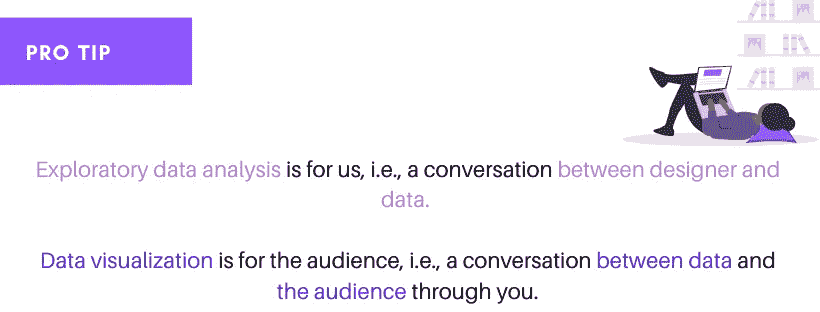 PRO TIP
Exploratory data analysis is for us, i.e., a conversation between designer and
data.
Data visualization is for the audience, i.e., a conversation between data and
the audience through you.